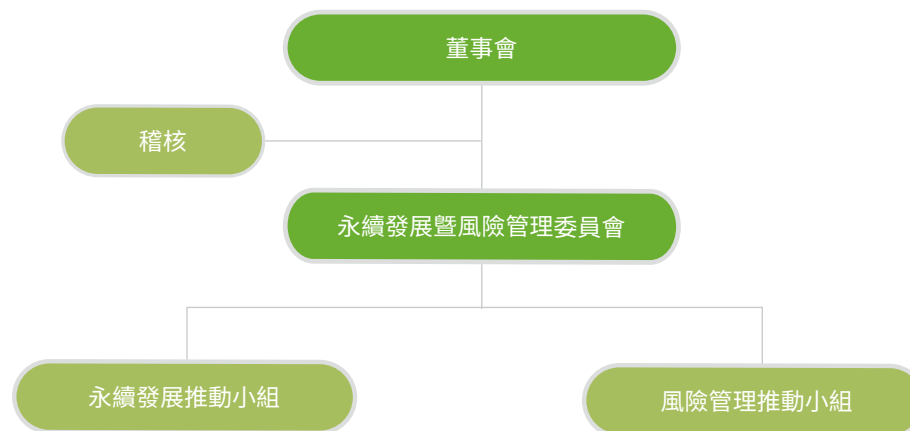 董事會
稽核
永續發展暨風險管理委員會
永續發展推動小組
風險管理推動小組